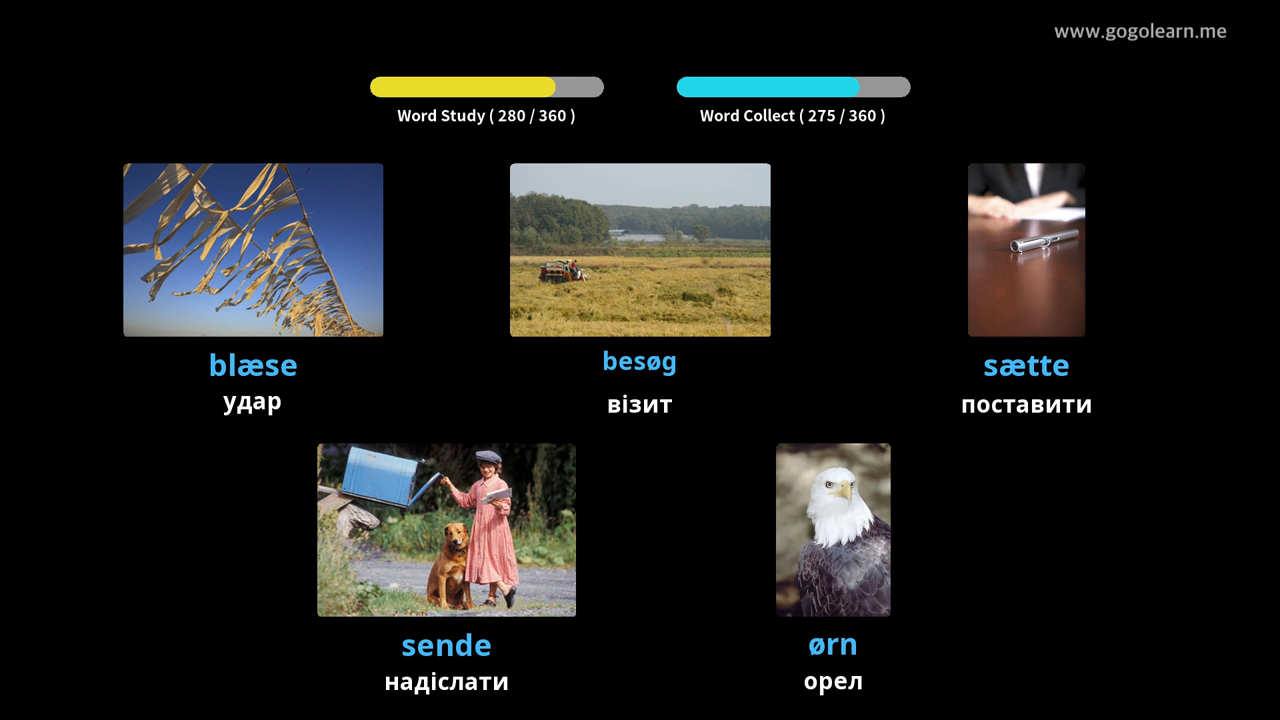 www.gogolearn.me
Word Study ( 280 / 360 )
Word Collect ( 275 / 360 )
blæse
удар
besøg
візит
sætte
поставити
sende
надіслати
ørn
орел